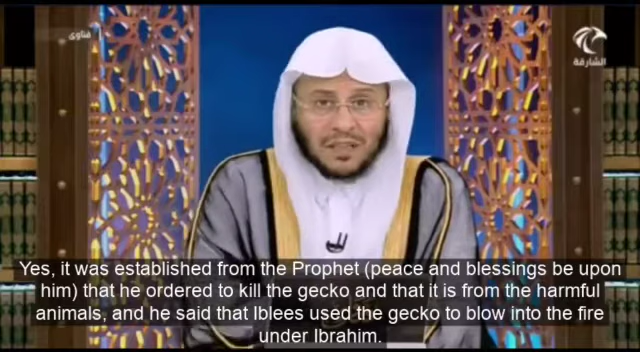 فتاوى
الشارقة
Yes, it was established from the Prophet (peace and blessings be upon
him) that he ordered to kill the gecko and that it is from the harmful
animals, and he said that Iblees used the gecko to blow into the fire
under Ibrahim.